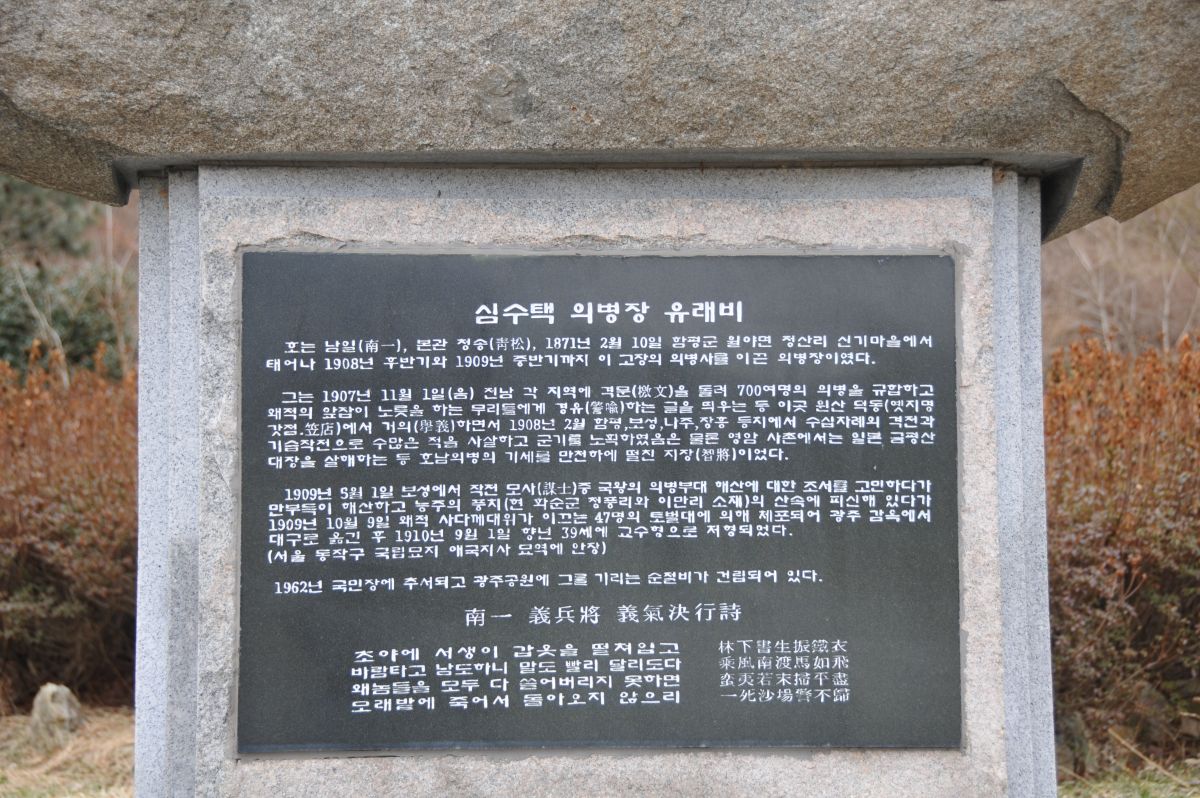 심수택 의병장 유래비
호는 남일(南一), 본관 청송(靑松), 1871년 2월 10일 함평군 월야면 정산리 신기마을에서
태어나 1908년 후반기와 1909년 중반기까지 이 고장의 의병사를 이끈 의병장이였다.
그는 1907년 11월 1일(음) 전남 각 지역에 격문(檄文)을 돌려 700여명의 의병을 규합하고
왜적의 앞잡이 노릇을 하는 무리들에게 경유(警喩)하는 글을 띄우는 등 이곳 원산 덕동(옛지명
갓점.笠店)에서 거의(擧義)하면서 1908년 2월 함평,보성,나주,장흥 등지에서 수십차례의 격전과
기습작전으로 수많은 적을 사살하고 군기를 노획하였음은 물론 영암 사촌에서는 일본 굴평산
대장을 살해하는 등 호남의병의 기세를 만천하에 떨친 지장(智將)이었다.
1909년 5월 1일 보성에서 작전 모사(謀士)중 국왕의 의병부대 해산에 대한 조서를 고민하다가
만부득이 해산하고 능주의 풍치(현 화순군 정풍리와 이만리 소재)의 산속에 피신해 있다가
1909년 10월 9일 왜적 사다께대위가 이끄는 47명의 토벌대에 의해 체포되어 광주 감옥에서
대구로 옮긴 후 1910년 9월 1일 향년 39세에 교수형으로 처형되었다.
(서울 동작구 국립묘지 애국지사 묘역에 안장)
1962년 국민장에 추서되고 광주공원에 그를 기리는 순절비가 건립되어 있다.
南一 義兵將 義氣決行詩
초야에 서생이 갑옷을 떨쳐입고 林下書生振鐵衣
바람타고 남도하니 말도 빨리 달리도다 乘風南渡馬如飛
왜놈들을 모두 다 쓸어버리지 못하면 蠻夷若未掃平盡
모래밭에 죽어서 돌아오지 않으리 一死沙場誓不歸